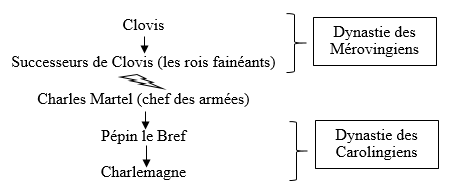 Clovis
Successeurs de Clovis (les rois fainéants)
Dynastie des
Mérovingiens
Charles Martel (chef des armées)
Pépin le Bref
Charlemagne
Dynastie des
Carolingiens